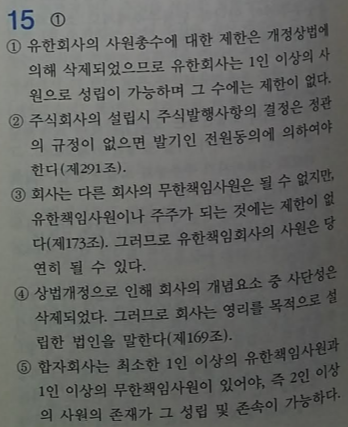 15 ①
① 유한회사의 사원총수에 대한 제한은 개정상법에
의해 삭제되었으므로 유한회사는 1인 이상의 사
원으로 성립이 가능하며 그 수에는 제한이 없다.
② 주식회사의 설립시 주식발행사항의 결정은 정관
의 규정이 없으면 발기인 전원동의에 의하여야
한다(제291조).
③ 회사는 다른 회사의 무한책임사원은 될 수 없지만,
유한책임사원이나 주주가 되는 것에는 제한이 없
다(제173조). 그러므로 유한책임회사의 사원은 당
연히 될 수 있다.
④ 상법개정으로 인해 회사의 개념요소 중 사단성은
삭제되었다. 그러므로 회사는 영리를 목적으로 설
립한 법인을 말한다(제169조).
⑤ 합자회사는 최소한 1인 이상의 유한책임사원과
1인 이상의 무한책임사원이 있어야, 즉 2인 이상
의 사원의 존재가 그 성립 및 존속이 가능하다.